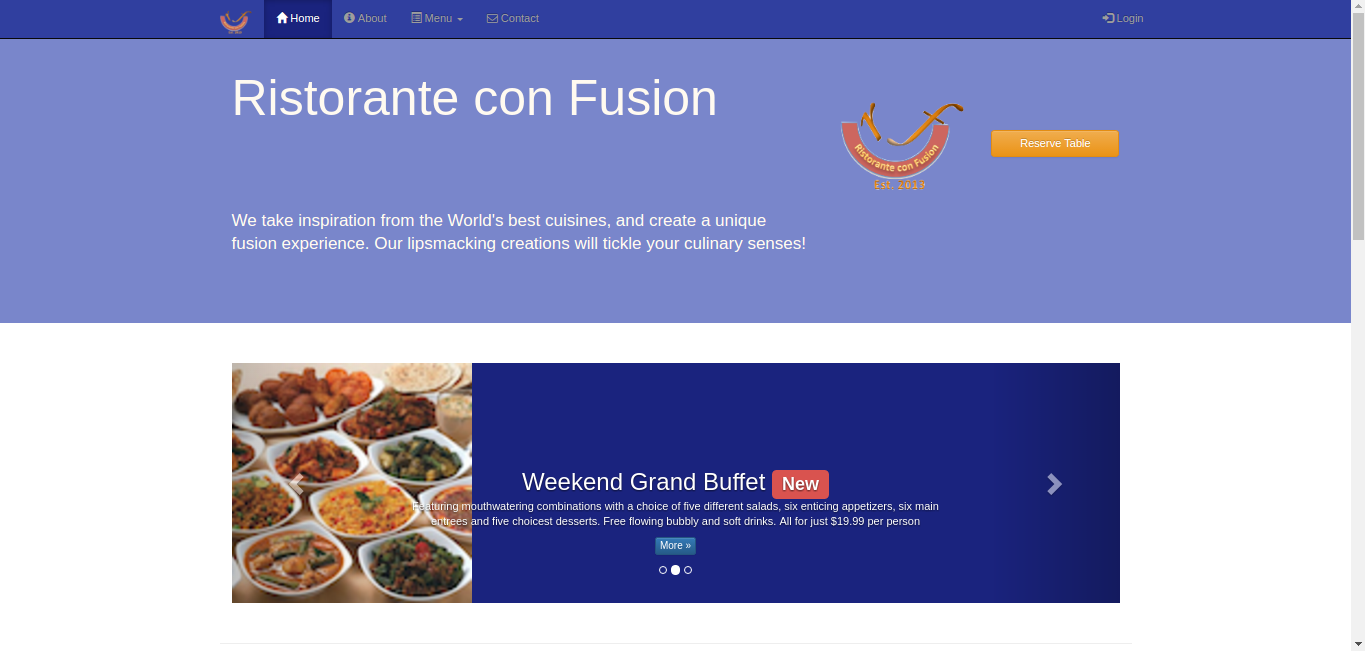 Home
About
Menu
Contact
Login
Ristorante con Fusion
Ristorante con Fusion
Est. 2013
Reserve Table
We take inspiration from the World's best cuisines, and create a unique
fusion experience. Our lipsmacking creations will tickle your culinary senses!
Weekend Grand Buffet New
Featuring mouthwatering combinations with a choice of five different salads, six enticing appetizers, six main
entrees and five choicest desserts. Free flowing bubbly and soft drinks. All for just $19.99 per person
More »